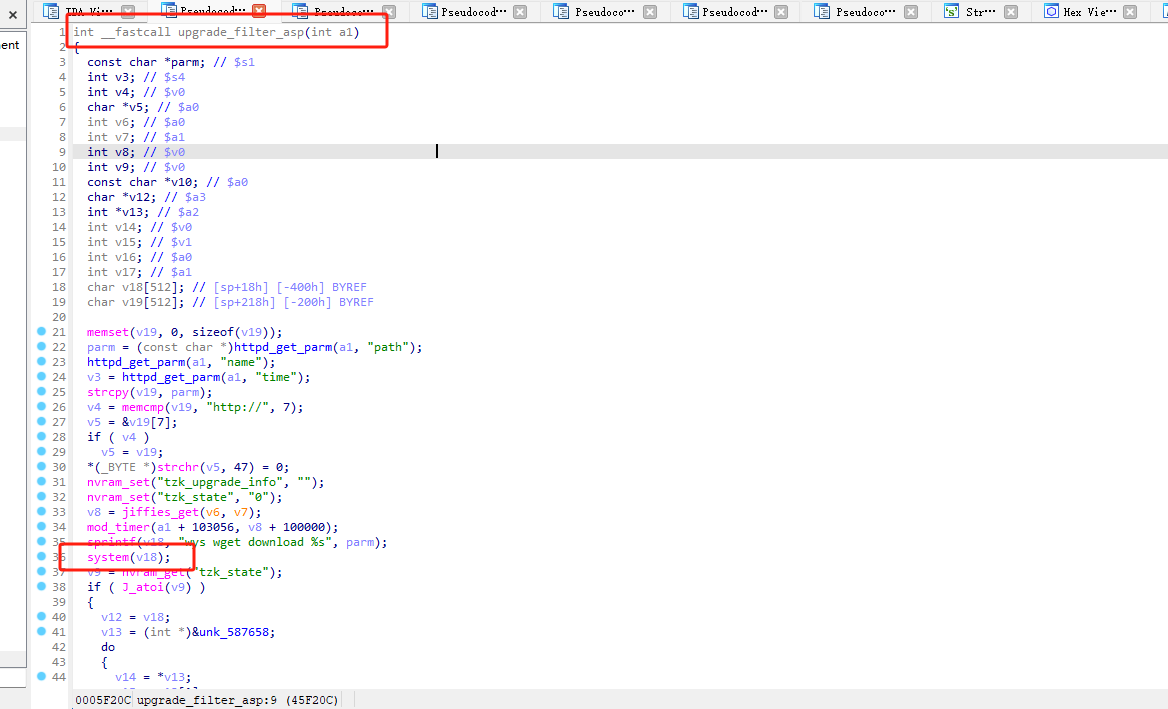 IDA Vi··· Pseudocod··· Pseudoco··· Pseudocod··· Pseudoco··· Pseudocod··· Pseudoco··· Str··· Hex Vie···
ent
1 int __fastcall upgrade_filter_asp(int a1)
2 {
3 const char *parm; // $s1
4 int v3; // $s4
5 int v4; // $v0
6 char *v5; // $a0
7 int v6; // $a0
8 int v7; // $a1
9 int v8; // $v0
10 int v9; // $v0
11 const char *v10; // $a0
12 char *v12; // $a3
13 int *v13; // $a2
14 int v14; // $v0
15 int v15; // $v1
16 int v16; // $a0
17 int v17; // $a1
18 char v18[512]; // [sp+18h] [-400h] BYREF
19 char v19[512]; // [sp+218h] [-200h] BYREF
20
21 memset(v19, 0, sizeof(v19));
22 parm = (const char *)httpd_get_parm(a1, "path");
23 httpd_get_parm(a1, "name");
24 v3 = httpd_get_parm(a1, "time");
25 strcpy(v19, parm);
26 v4 = memcmp(v19, "http://", 7);
27 v5 = &v19[7];
28 if ( v4 )
29 v5 = v19;
30 *(_BYTE *)strchr(v5, 47) = 0;
31 nvram_set("tzk_upgrade_info", "");
32 nvram_set("tzk_state", "0");
33 v8 = jiffies_get(v6, v7);
34 mod_timer(a1 + 103056, v8 + 100000);
35 sprintf(v18, "wys wget download %s", parm);
36 system(v18);
37 v9 = nvram_get("tzk_state");
38 if ( J_atoi(v9) )
39 {
40 v12 = v18;
41 v13 = (int *)&unk_587658;
42 do
43 {
44 v14 = *v13;
0005F20C upgrade_filter_asp:9 (45F20C)